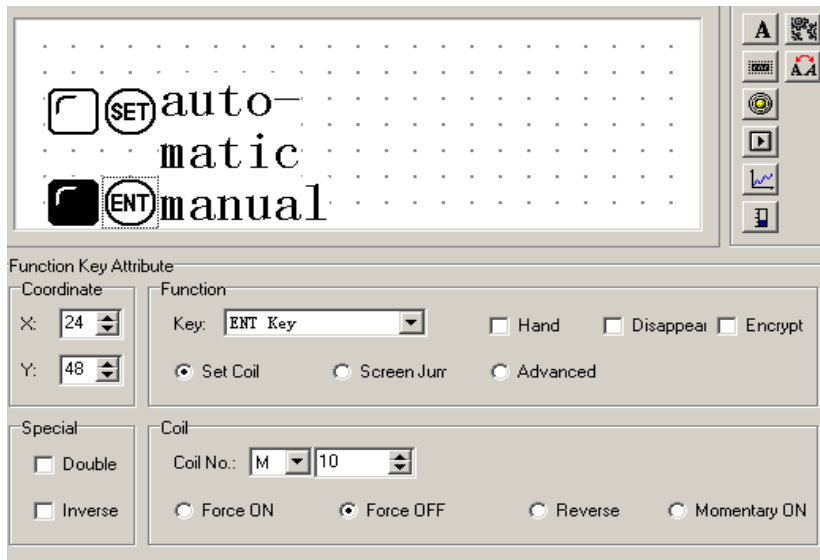 SET auto-
matic
ENT manual
A
A A
Function Key Attribute
Coordinate
X: 24
Y: 48
Function
Key: ENT Key Hand Disappear Encrypt
Set Coil Screen Jum Advanced
Special
Double
Inverse
Coil
Coil No.: M 10
Force ON Force OFF Reverse Momentary ON